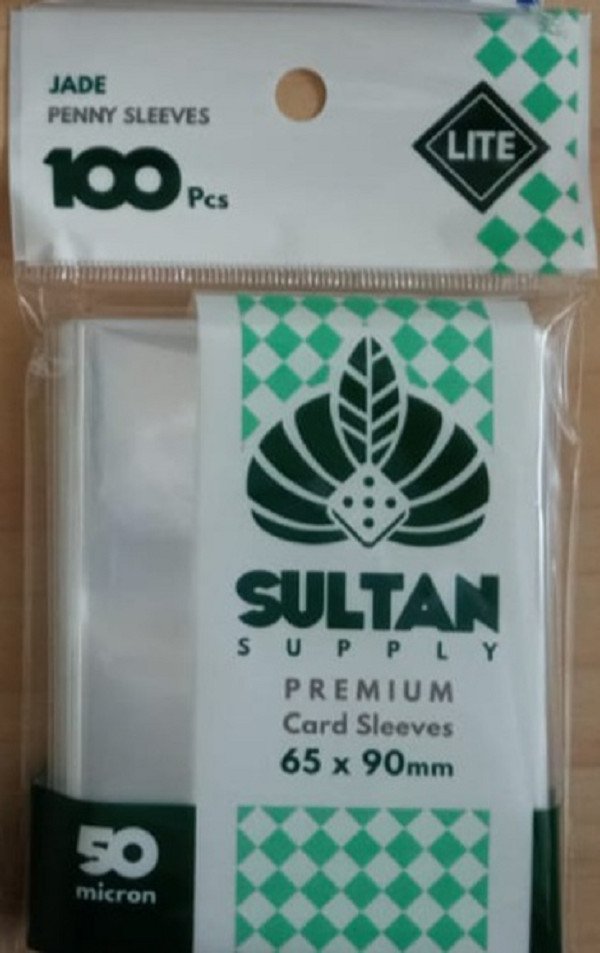 JADE
PENNY SLEEVES
100 Pcs
LITE
SULTAN
SUPPLY
PREMIUM
Card Sleeves
65 x 90mm
50
micron